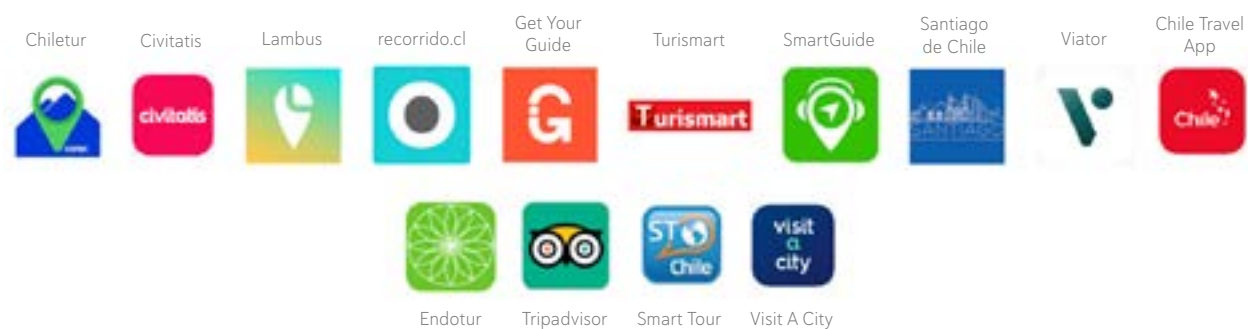 Chiletur
Civitatis
Lambus
recorrido.cl
Get Your
Guide
Turismart
SmartGuide
Santiago
de Chile
Viator
Chile Travel
App
civitatis
G
Turismart
SANTIAGO
Chile
ST
Chile
visit
a
city
Endotur
Tripadvisor
Smart Tour
Visit A City